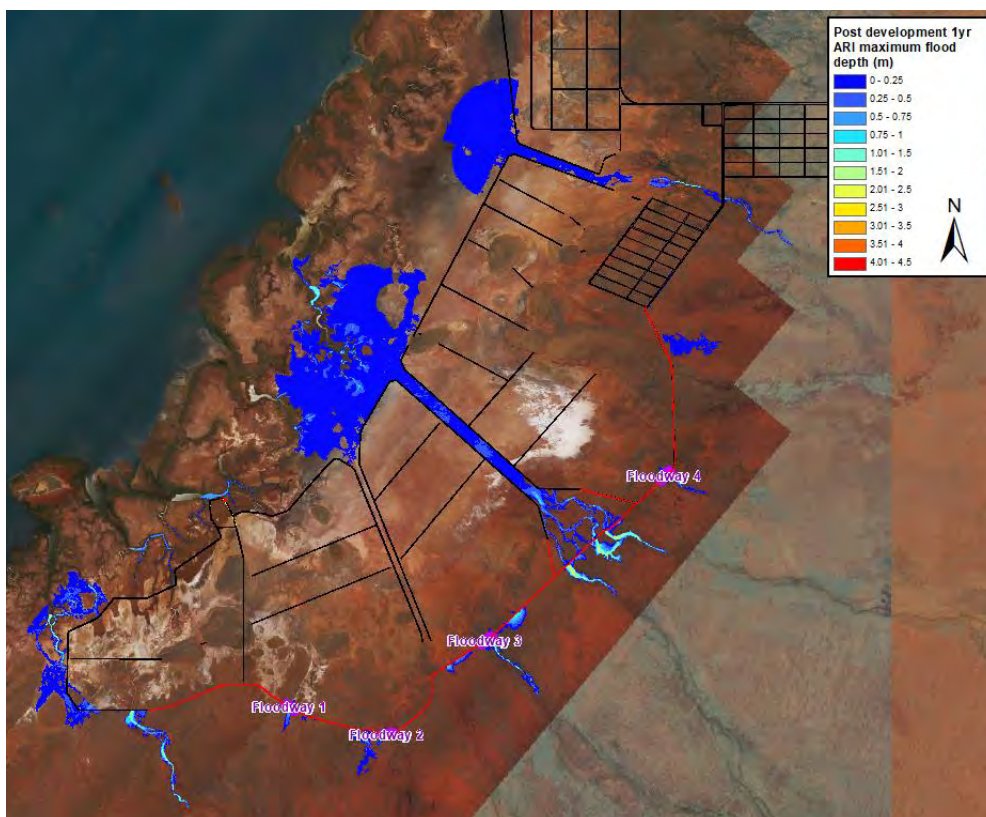 Post development 1yr
ARI maximum flood
depth (m)
0 - 0.25
0.25 - 0.5
0.5 - 0.75
0.75 - 1
1.01 - 1.5
1.51 - 2
2.01 - 2.5
2.51 - 3
3.01 - 3.5
3.51 - 4
4.01 - 4.5
N
Floodway 4
Floodway 3
Floodway 1
Floodway 2